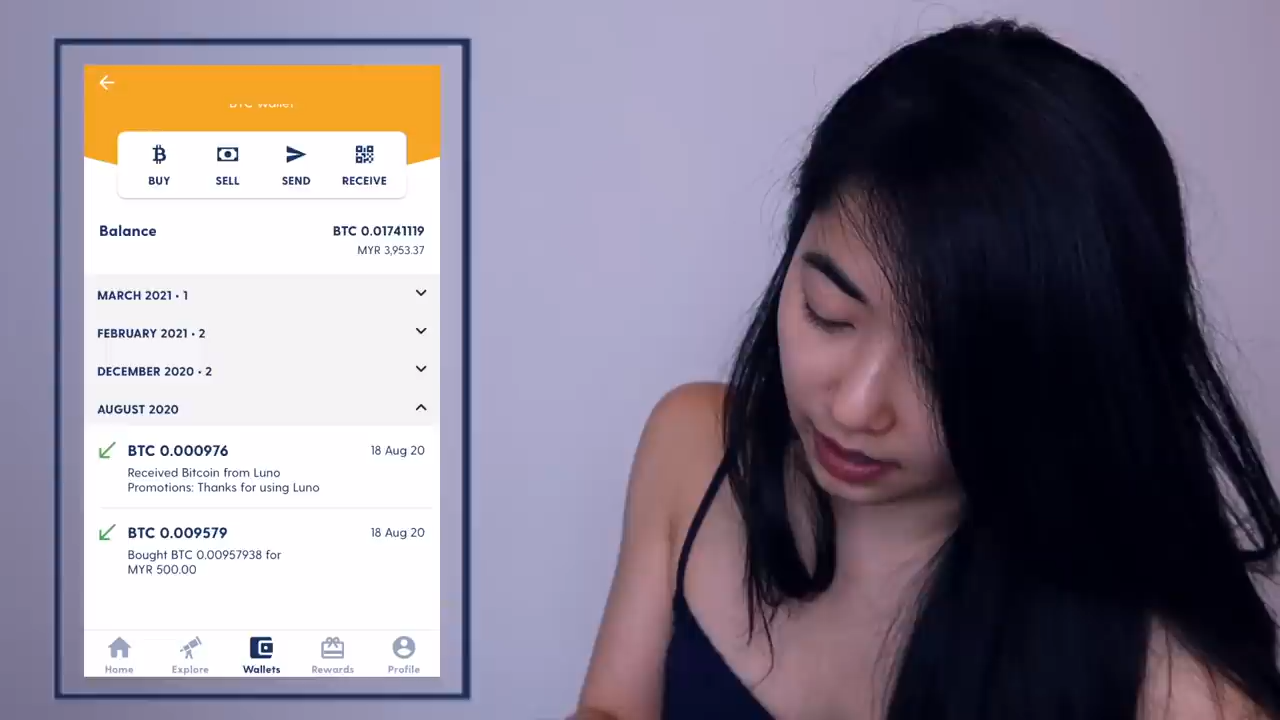 BTC Wallet
BUY SELL SEND RECEIVE
Balance BTC 0.01741119
MYR 3,953.37
MARCH 2021 • 1
FEBRUARY 2021 • 2
DECEMBER 2020 • 2
AUGUST 2020
BTC 0.000976 18 Aug 20
Received Bitcoin from Luno
Promotions: Thanks for using Luno
BTC 0.009579 18 Aug 20
Bought BTC 0.00957938 for
MYR 500.00
Home Explore Wallets Rewards Profile